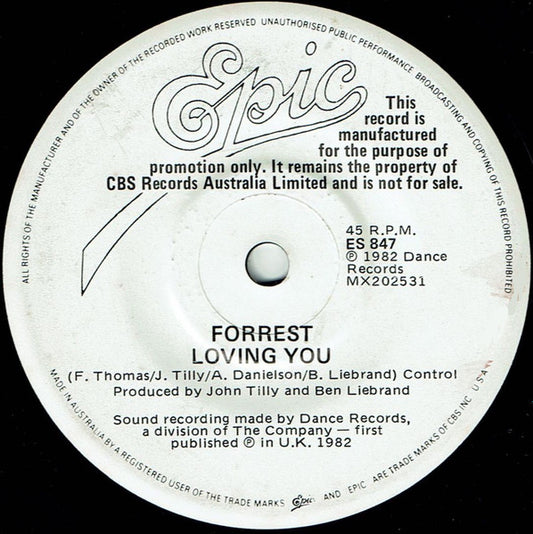 ALL RIGHTS OF THE MANUFACTURER AND OF THE OWNER OF THE RECORDED WORK RESERVED UNAUTHORISED PUBLIC PERFORMANCE BROADCASTING AND COPYING OF THIS RECORD PROHIBITED
Epic
This
record is
manufactured
for the purpose of
promotion only. It remains the property of
CBS Records Australia Limited and is not for sale.
45 R.P.M.
ES 847
Ⓟ 1982 Dance
Records
MX202531
FORREST
LOVING YOU
(F. Thomas/J. Tilly/A. Danielson/B. Liebrand) Control
Produced by John Tilly and Ben Liebrand
Sound recording made by Dance Records,
a division of The Company — first
published Ⓟ in U.K. 1982
MADE IN AUSTRALIA BY A REGISTERED USER OF THE TRADE MARKS Epic AND EPIC ARE TRADE MARKS OF CBS INC. U.S.A.